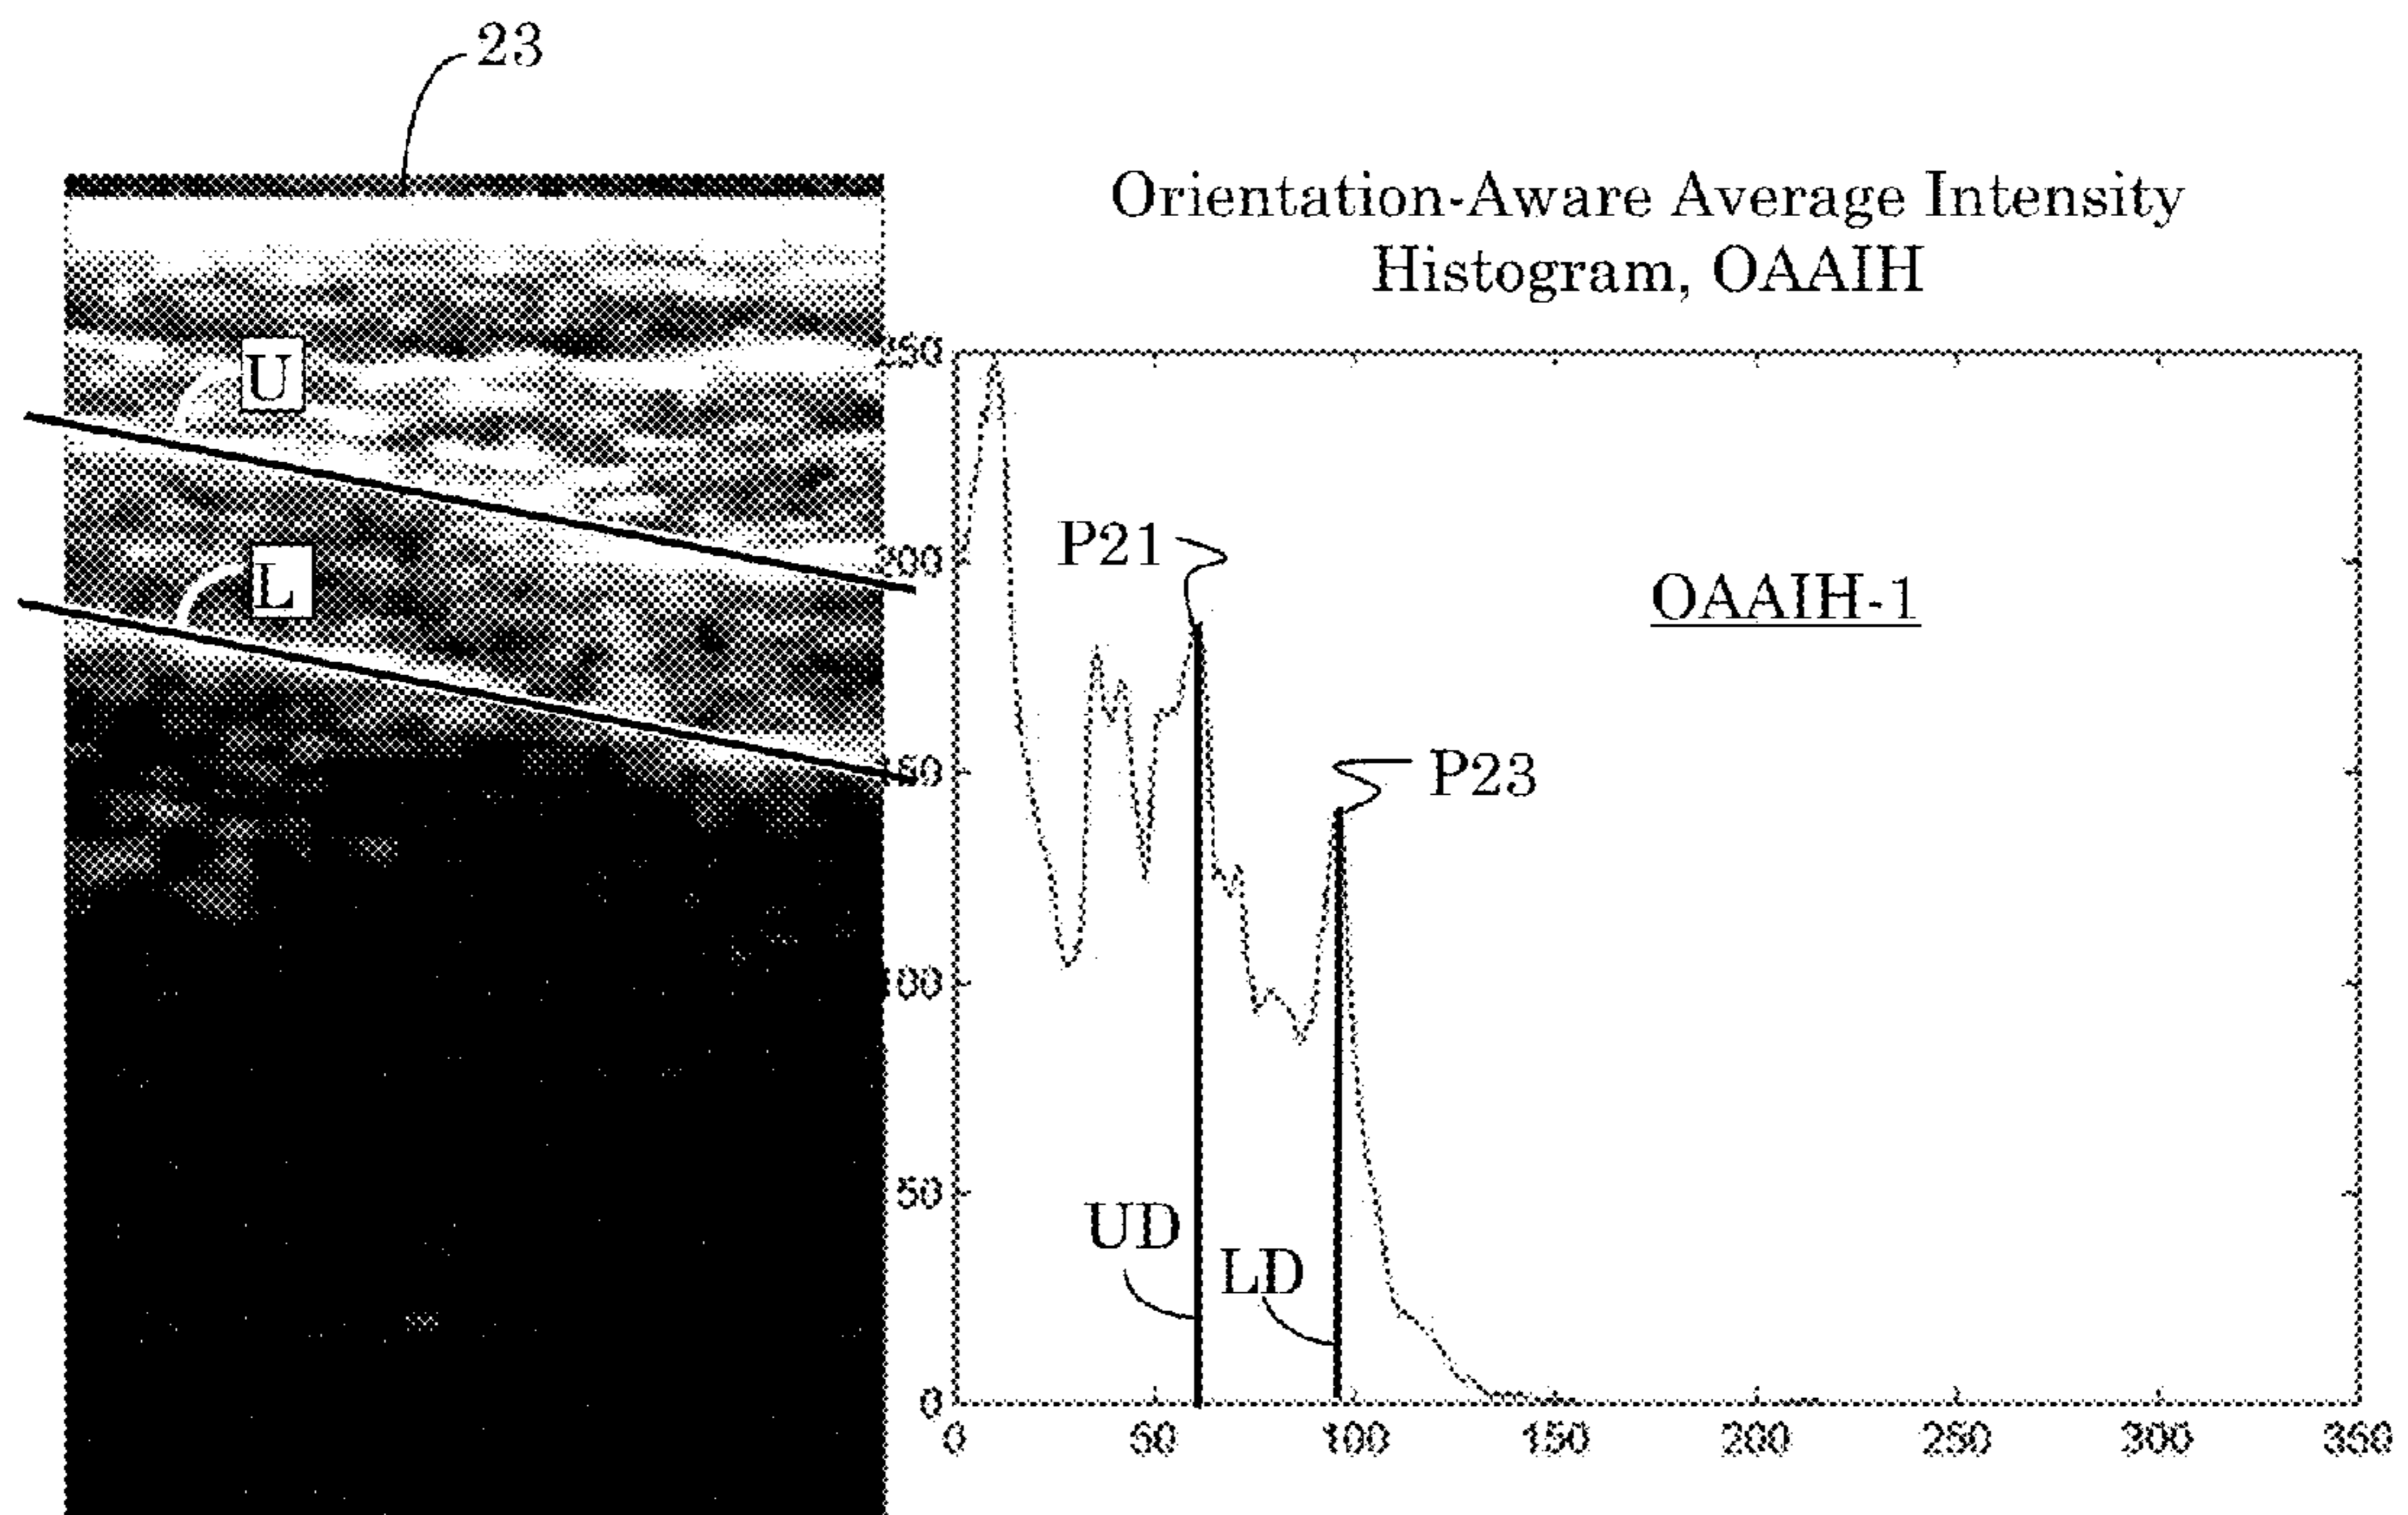 23
Orientation-Aware Average Intensity
Histogram, OAAIH
U
L
250
200
150
100
50
0
P21
OAAIH-1
P23
UD
LD
0 50 100 150 200 250 300 350